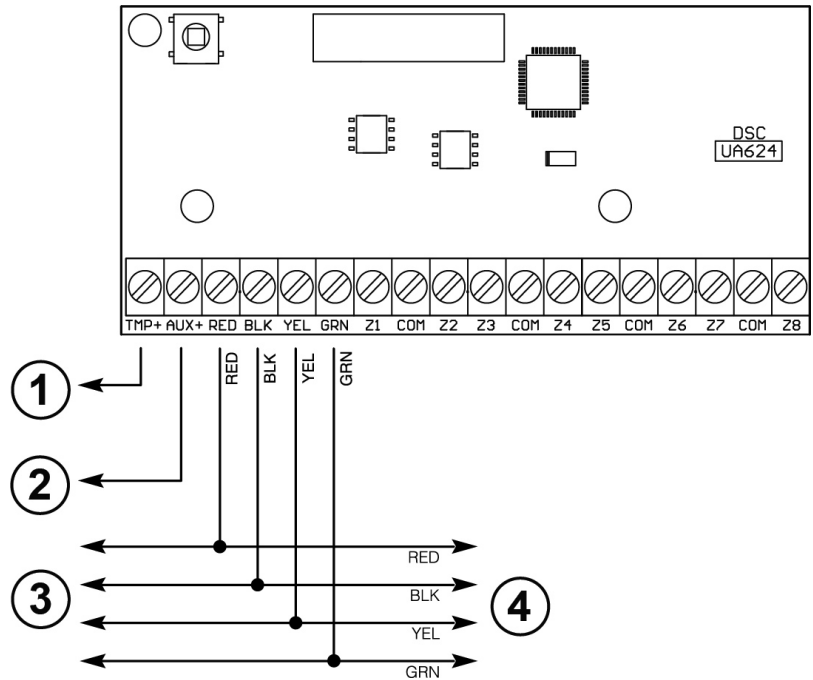 DSC
UA624
TMP+ AUX+ RED BLK YEL GRN Z1 COM Z2 Z3 COM Z4 Z5 COM Z6 Z7 COM Z8
RED BLK YEL GRN
1
2
RED
3
BLK
4
YEL
GRN